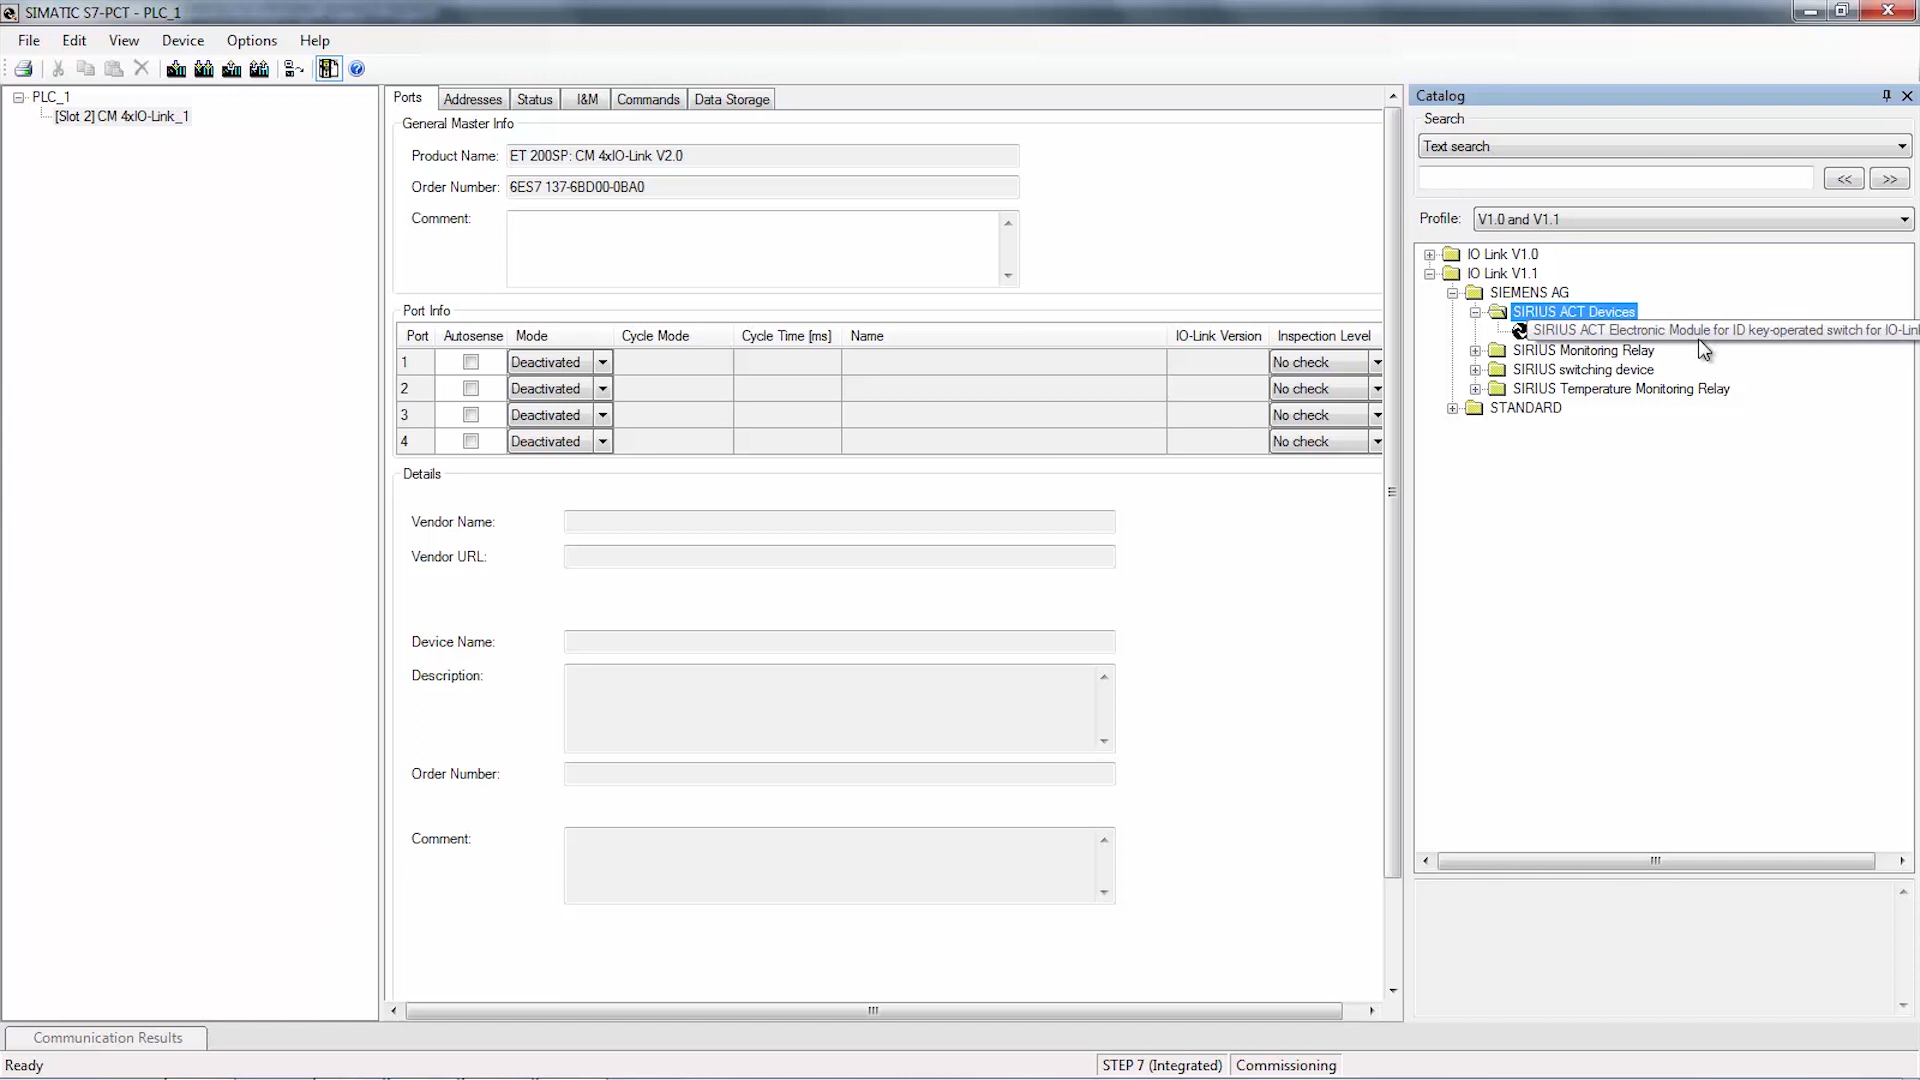 SIMATIC S7-PCT - PLC_1
File Edit View Device Options Help
PLC_1
[Slot 2] CM 4xIO-Link_1
Ports Addresses Status I&M Commands Data Storage
General Master Info
Product Name: ET 200SP: CM 4xIO-Link V2.0
Order Number: 6ES7 137-6BD00-0BA0
Comment:
Port Info
Port Autosense Mode Cycle Mode Cycle Time [ms] Name IO-Link Version Inspection Level
1 Deactivated No check
2 Deactivated No check
3 Deactivated No check
4 Deactivated No check
Details
Vendor Name:
Vendor URL:
Device Name:
Description:
Order Number:
Comment:
Catalog
Search
Text search
<< >>
Profile: V1.0 and V1.1
IO Link V1.0
IO Link V1.1
SIEMENS AG
SIRIUS ACT Devices
SIRIUS ACT Electronic Module for ID key-operated switch for IO-Link
SIRIUS Monitoring Relay
SIRIUS switching device
SIRIUS Temperature Monitoring Relay
STANDARD
Communication Results
Ready STEP 7 (Integrated) Commissioning